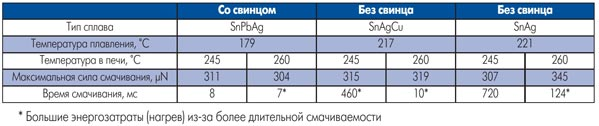 Со свинцом Без свинца Без свинца
Тип сплава SnPbAg SnAgCu SnAg
Температура плавления, °C 179 217 221
Температура в печи, °C 245 260 245 260 245 260
Максимальная сила смачивания, µN 311 304 315 319 307 345
Время смачивания, мс 8 7* 460* 10* 720 124*
* Большие энергозатраты (нагрев) из-за более длительной смачиваемости